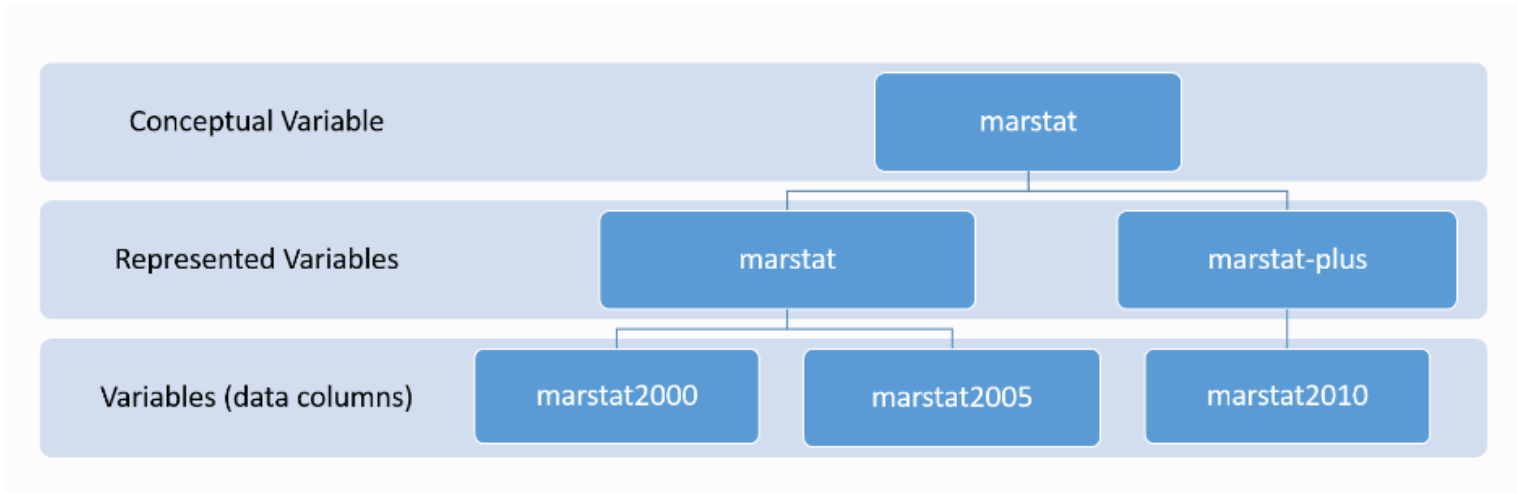 Conceptual Variable
marstat
Represented Variables
marstat
marstat-plus
Variables (data columns)
marstat2000
marstat2005
marstat2010